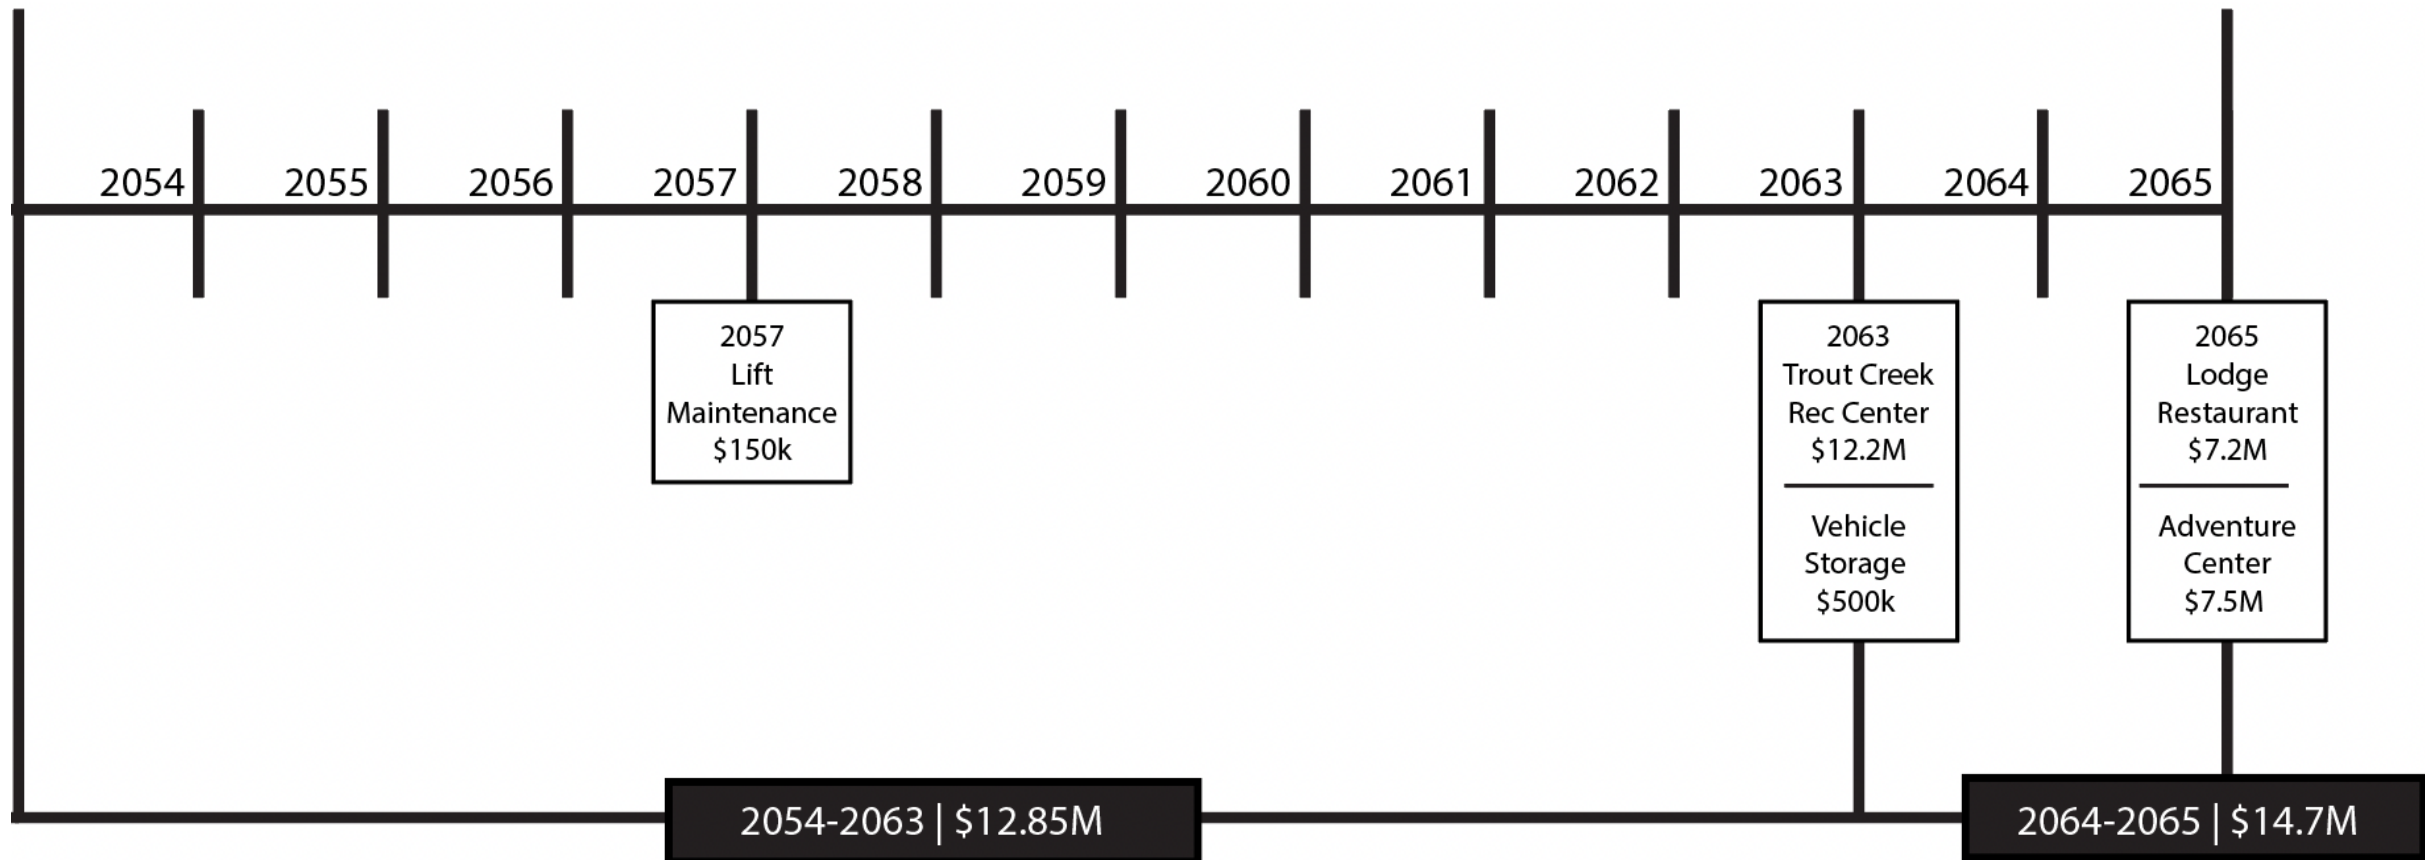 2054 2055 2056 2057 2058 2059 2060 2061 2062 2063 2064 2065
2057
Lift
Maintenance
$150k
2063
Trout Creek
Rec Center
$12.2M
Vehicle
Storage
$500k
2065
Lodge
Restaurant
$7.2M
Adventure
Center
$7.5M
2054-2063 | $12.85M
2064-2065 | $14.7M